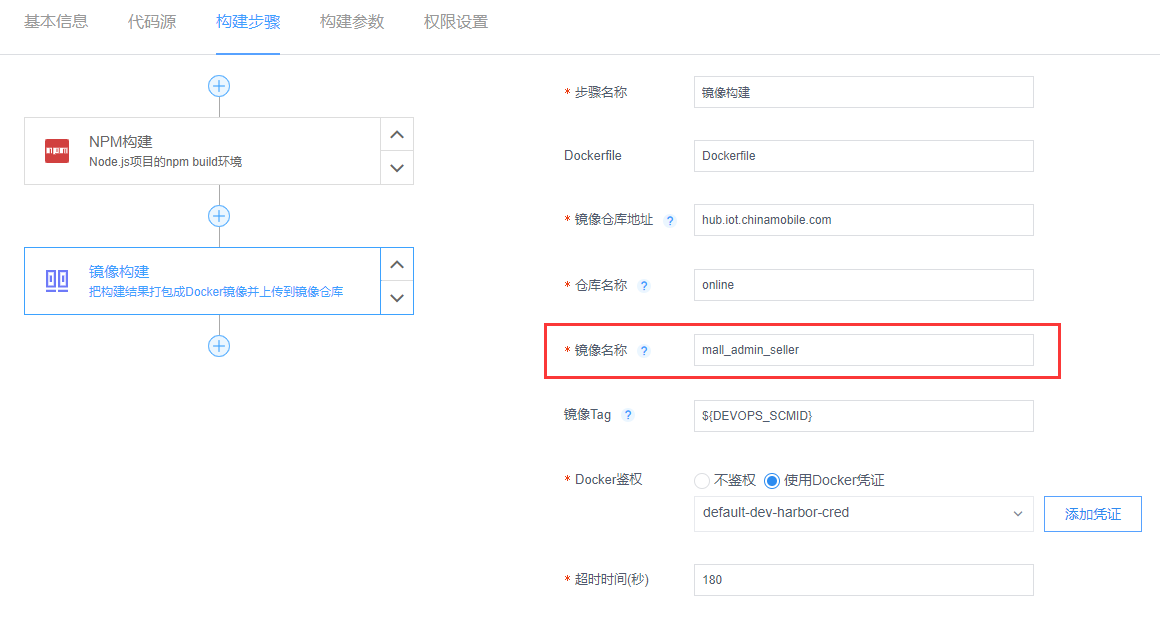 基本信息 代码源 构建步骤 构建参数 权限设置
NPM构建
Node.js项目的npm build环境
镜像构建
把构建结果打包成Docker镜像并上传到镜像仓库
* 步骤名称 镜像构建
Dockerfile Dockerfile
* 镜像仓库地址 ? hub.iot.chinamobile.com
* 仓库名称 ? online
* 镜像名称 ? mall_admin_seller
镜像Tag ? ${DEVOPS_SCMID}
* Docker鉴权 不鉴权 使用Docker凭证
default-dev-harbor-cred 添加凭证
* 超时时间(秒) 180